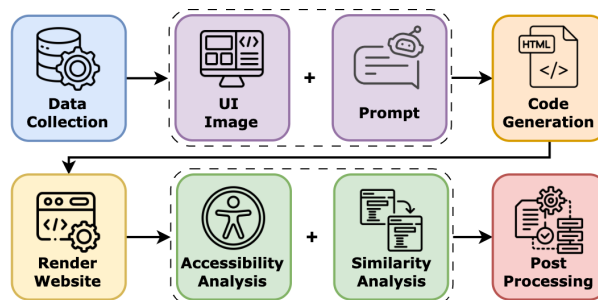 Data
Collection
UI
Image
+
Prompt
HTML
</>
Code
Generation
</>
Render
Website
Accessibility
Analysis
+
Similarity
Analysis
Post
Processing